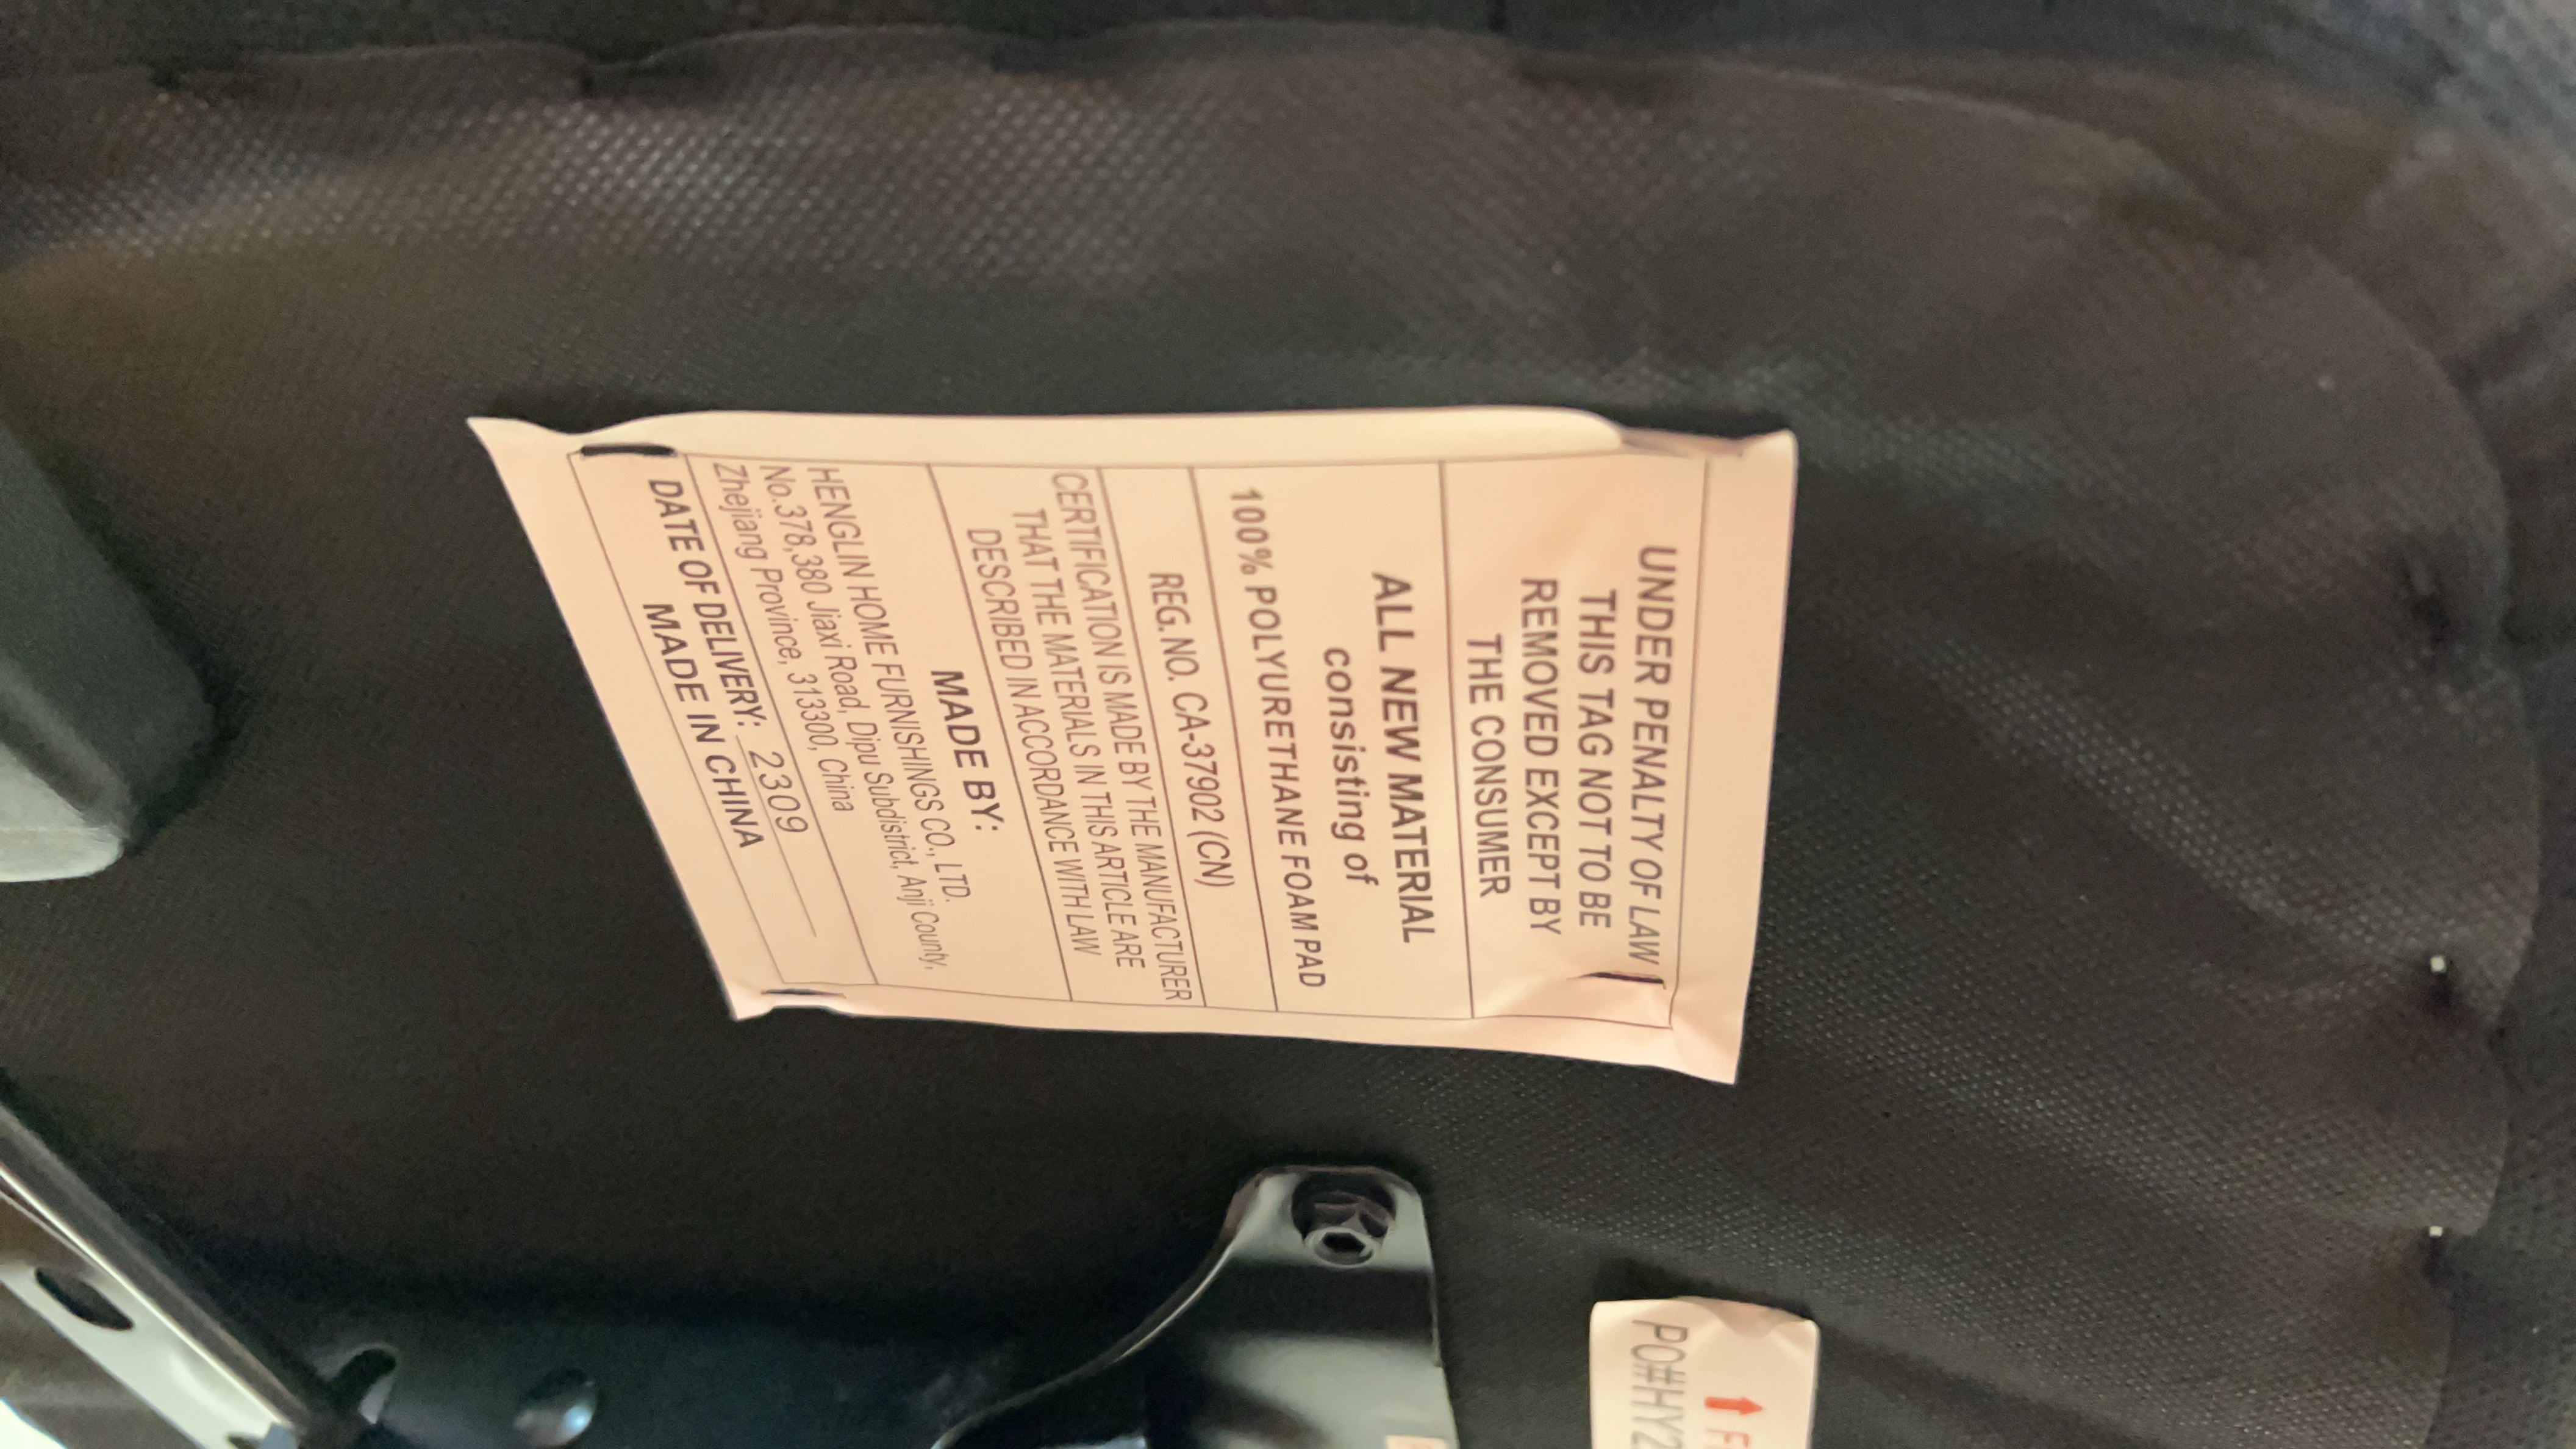 UNDER PENALTY OF LAW
THIS TAG NOT TO BE
REMOVED EXCEPT BY
THE CONSUMER
ALL NEW MATERIAL
consisting of
100% POLYURETHANE FOAM PAD
REG. NO. CA-37902 (CN)
CERTIFICATION IS MADE BY THE MANUFACTURER
THAT THE MATERIALS IN THIS ARTICLE ARE
DESCRIBED IN ACCORDANCE WITH LAW
MADE BY:
HENGLIN HOME FURNISHINGS CO., LTD.
No.378,380 Jiaxi Road, Dipu Subdistrict, Anji County,
Zhejiang Province, 313300, China
DATE OF DELIVERY: 2309
MADE IN CHINA
PO#HY2